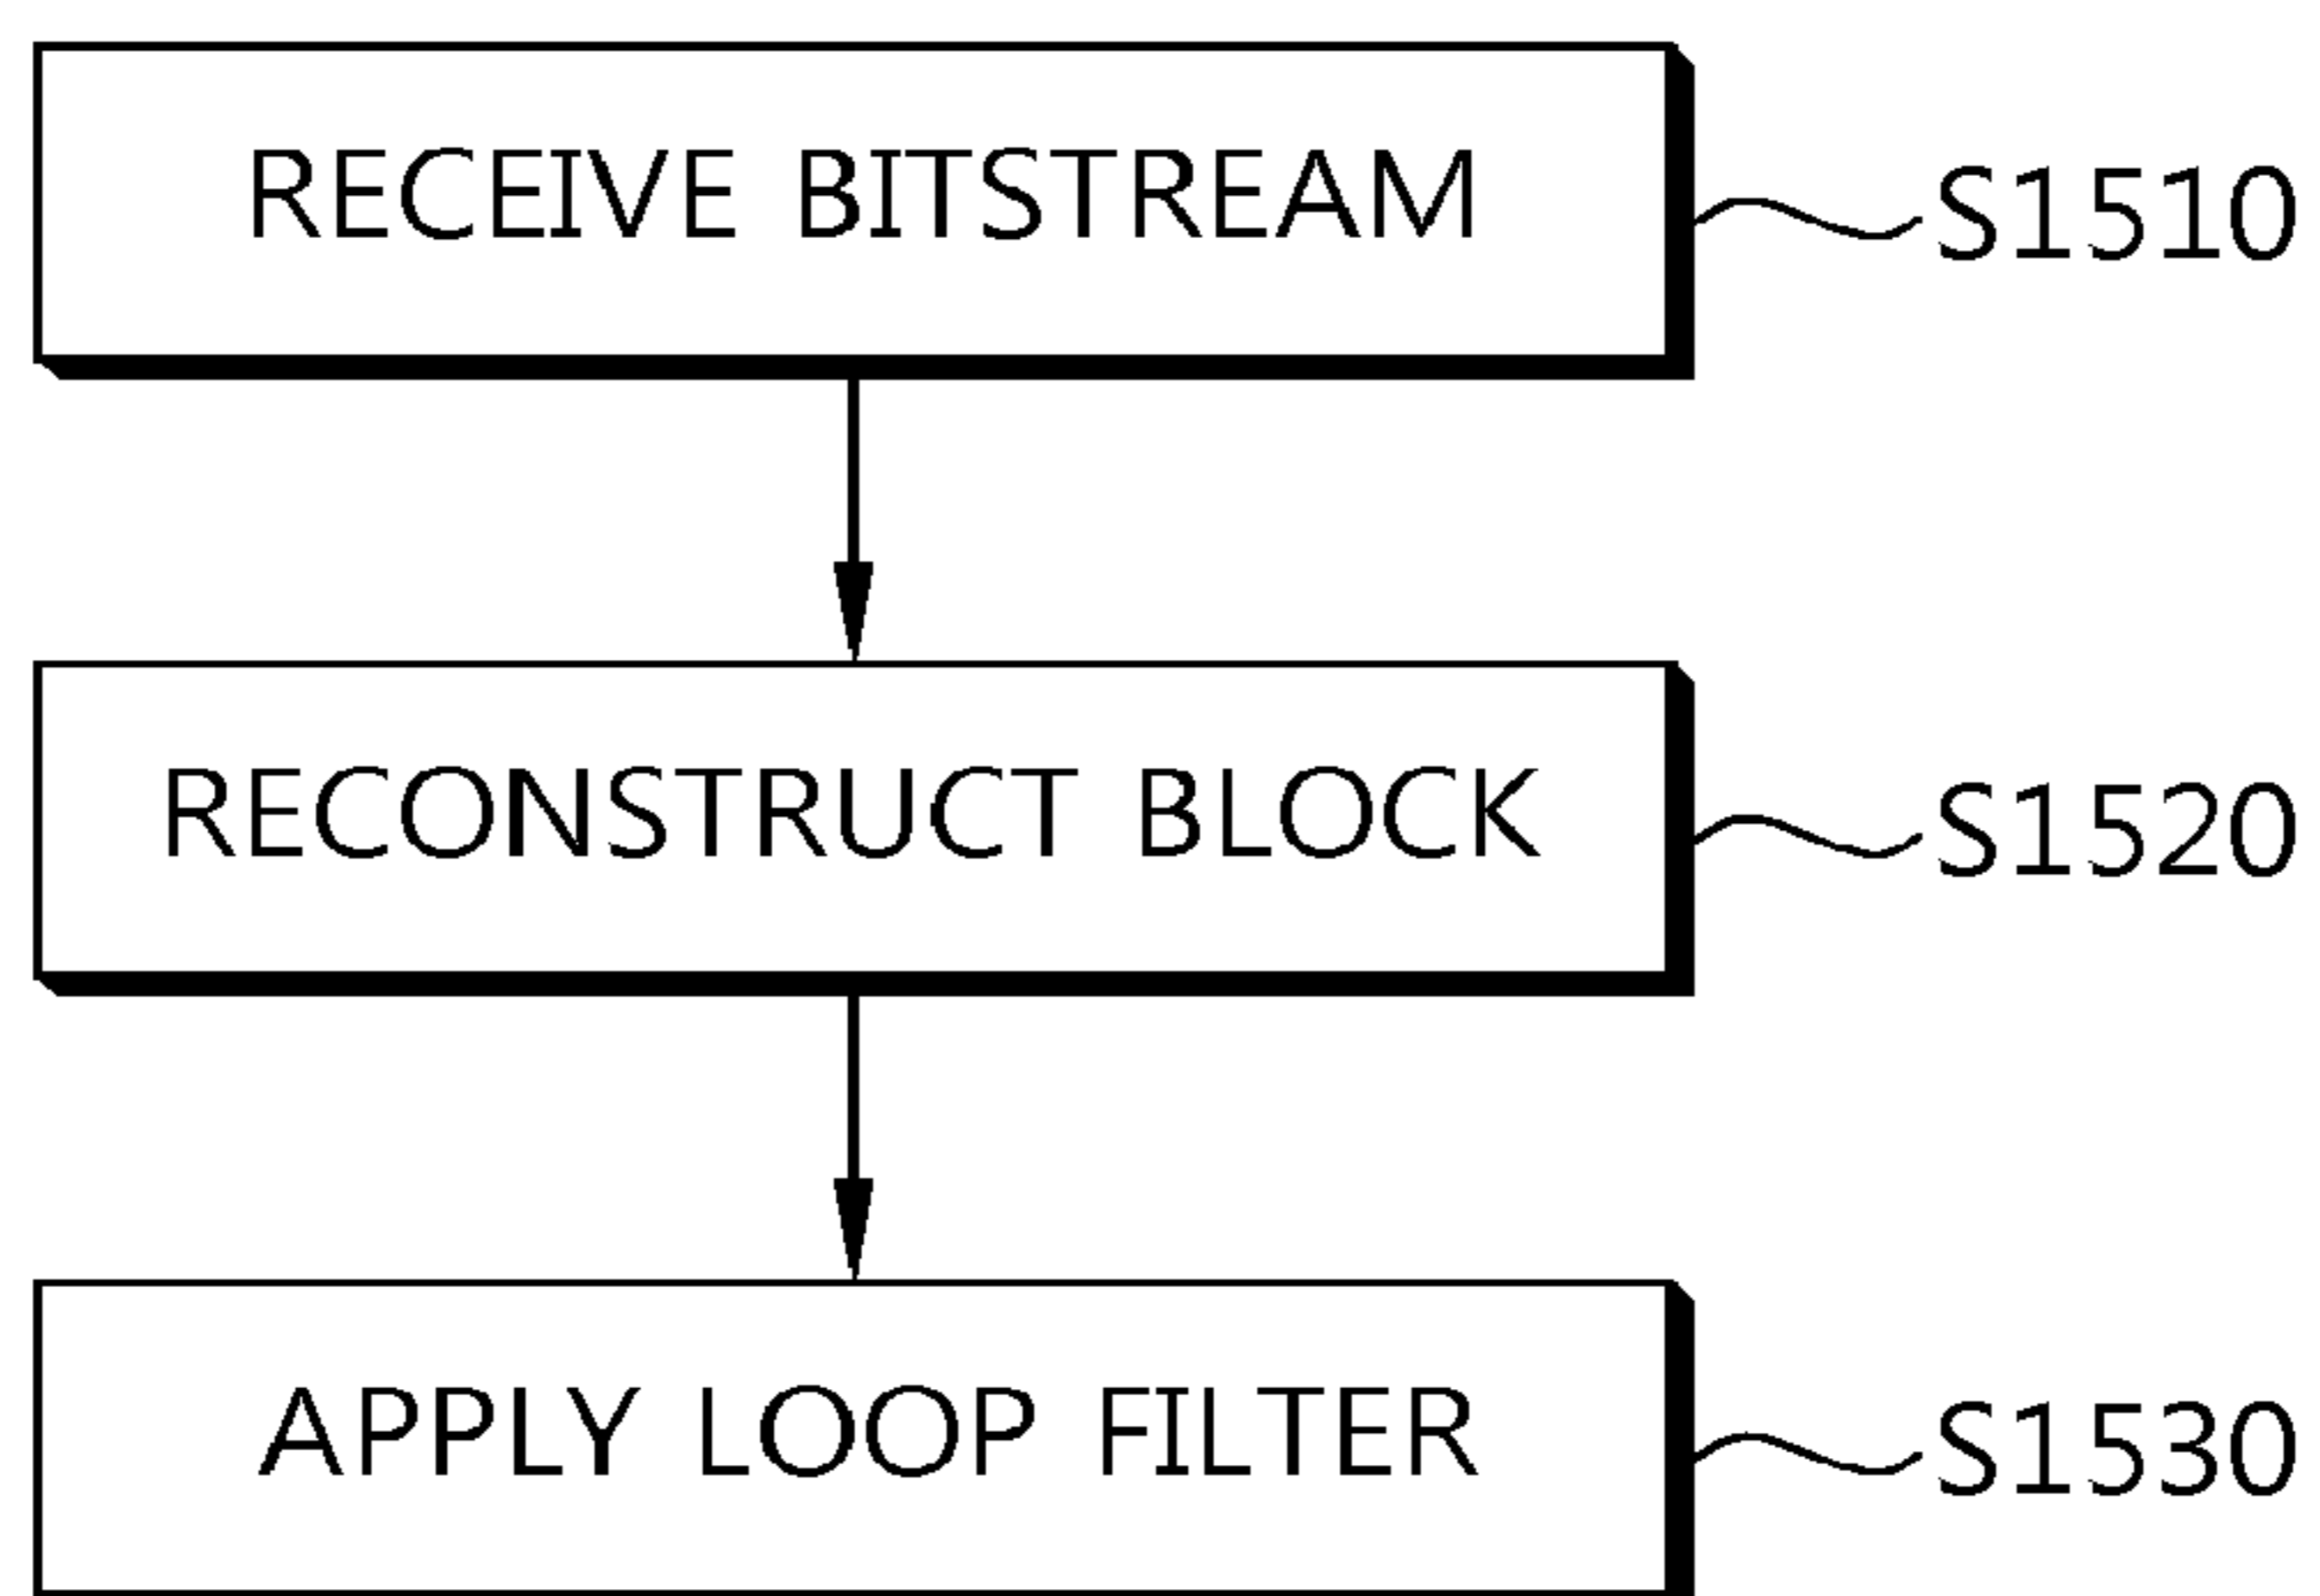 RECEIVE BITSTREAM
S1510
RECONSTRUCT BLOCK
S1520
APPLY LOOP FILTER
S1530